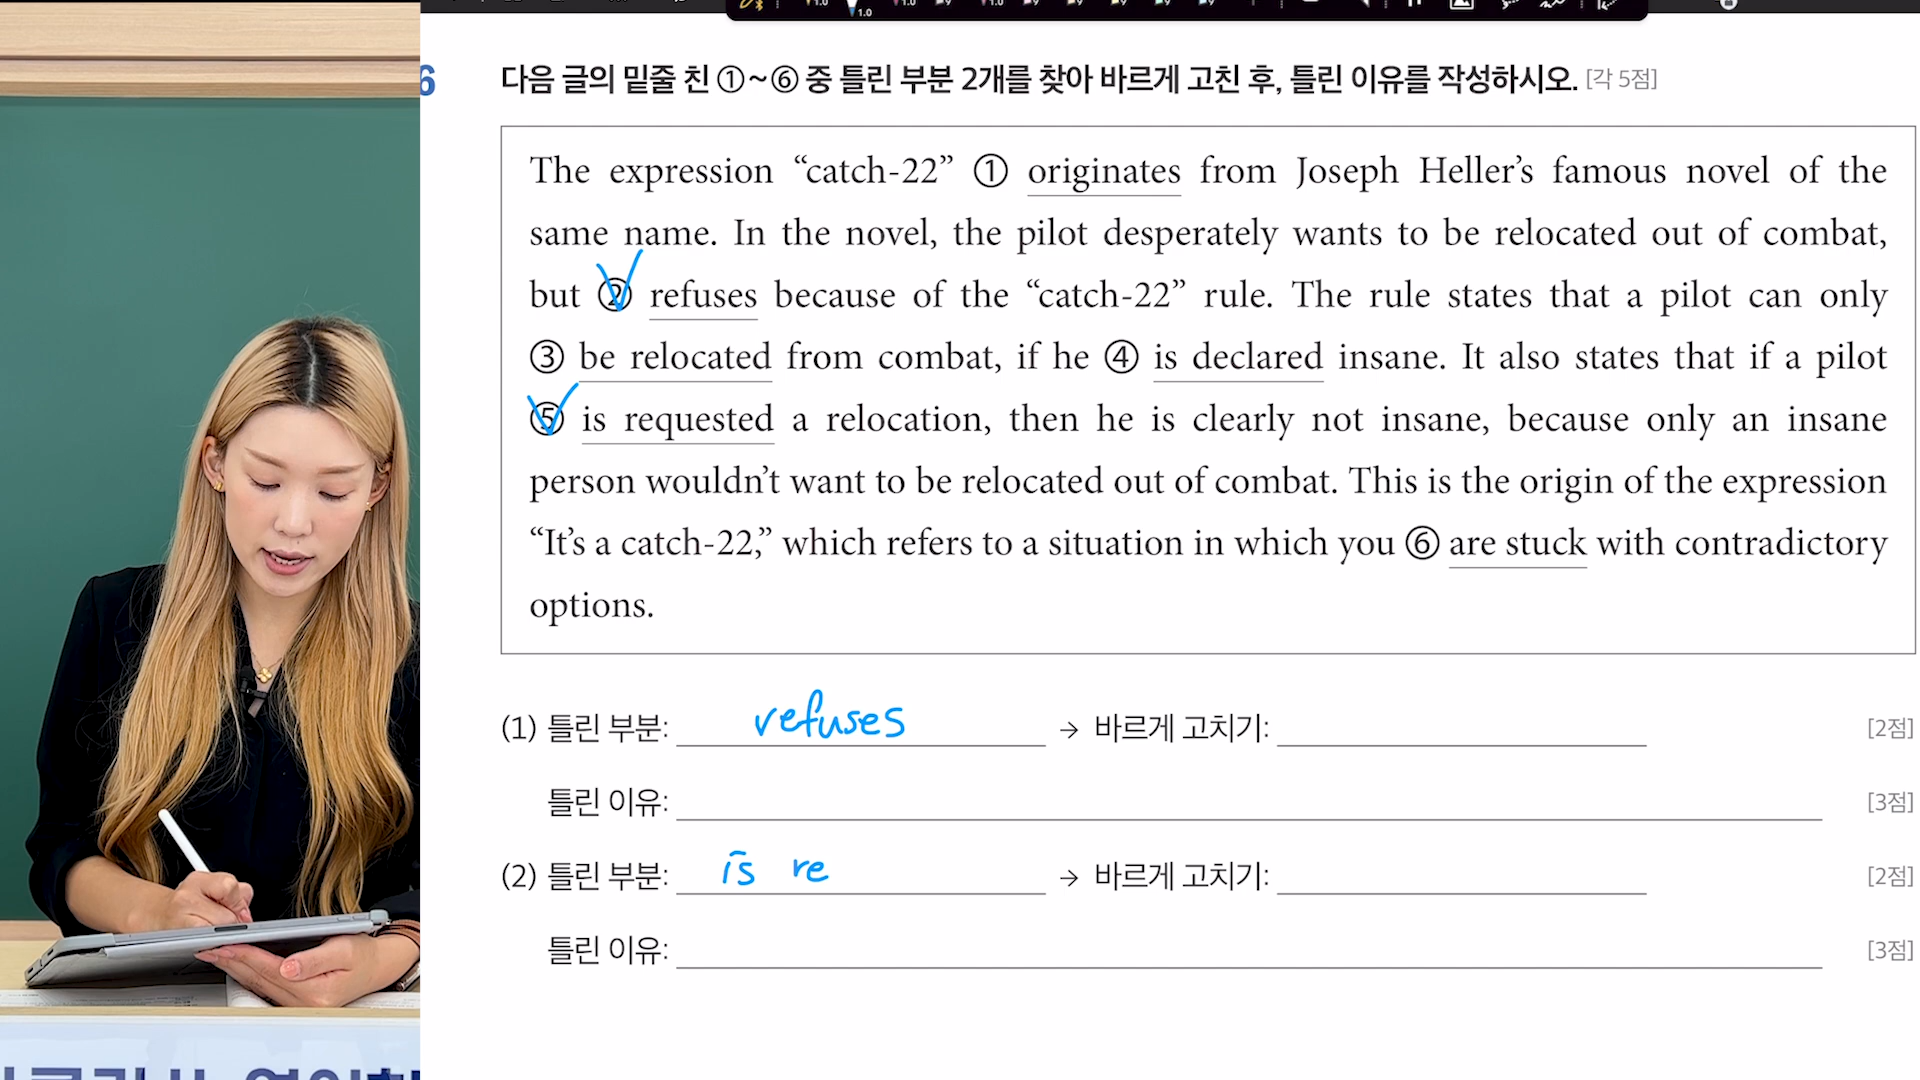 6 다음 글의 밑줄 친 ①~⑥ 중 틀린 부분 2개를 찾아 바르게 고친 후, 틀린 이유를 작성하시오. [각 5점]
The expression “catch-22” ① originates from Joseph Heller’s famous novel of the
same name. In the novel, the pilot desperately wants to be relocated out of combat,
but ② refuses because of the “catch-22” rule. The rule states that a pilot can only
③ be relocated from combat, if he ④ is declared insane. It also states that if a pilot
⑤ is requested a relocation, then he is clearly not insane, because only an insane
person wouldn’t want to be relocated out of combat. This is the origin of the expression
“It’s a catch-22,” which refers to a situation in which you ⑥ are stuck with contradictory
options.
(1) 틀린 부분: refuses → 바르게 고치기: [2점]
틀린 이유: [3점]
(2) 틀린 부분: is re → 바르게 고치기: [2점]
틀린 이유: [3점]